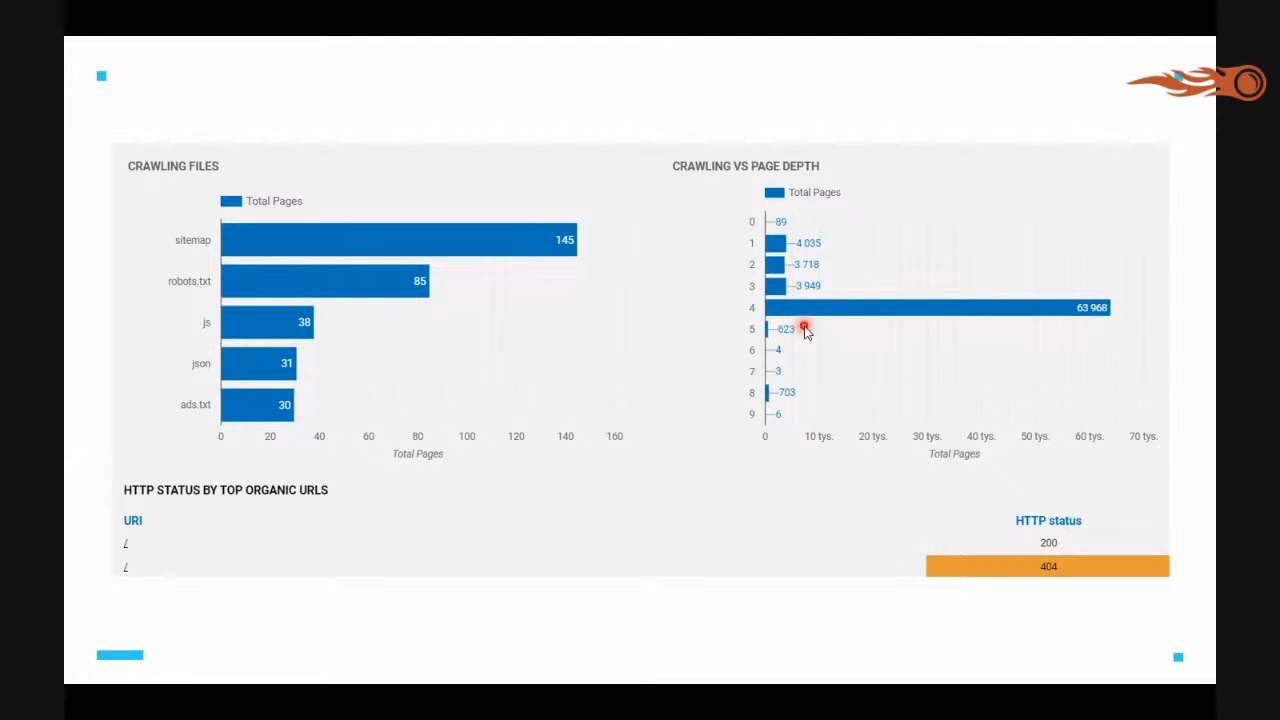 CRAWLING FILES
Total Pages
sitemap 145
robots.txt 85
js 38
json 31
ads.txt 30
0 20 40 60 80 100 120 140 160
Total Pages
CRAWLING VS PAGE DEPTH
Total Pages
0 89
1 4 035
2 3 718
3 3 949
4 63 968
5 623
6 4
7 3
8 703
9 6
0 10 tys. 20 tys. 30 tys. 40 tys. 50 tys. 60 tys. 70 tys.
Total Pages
HTTP STATUS BY TOP ORGANIC URLS
URI HTTP status
/ 200
/ 404